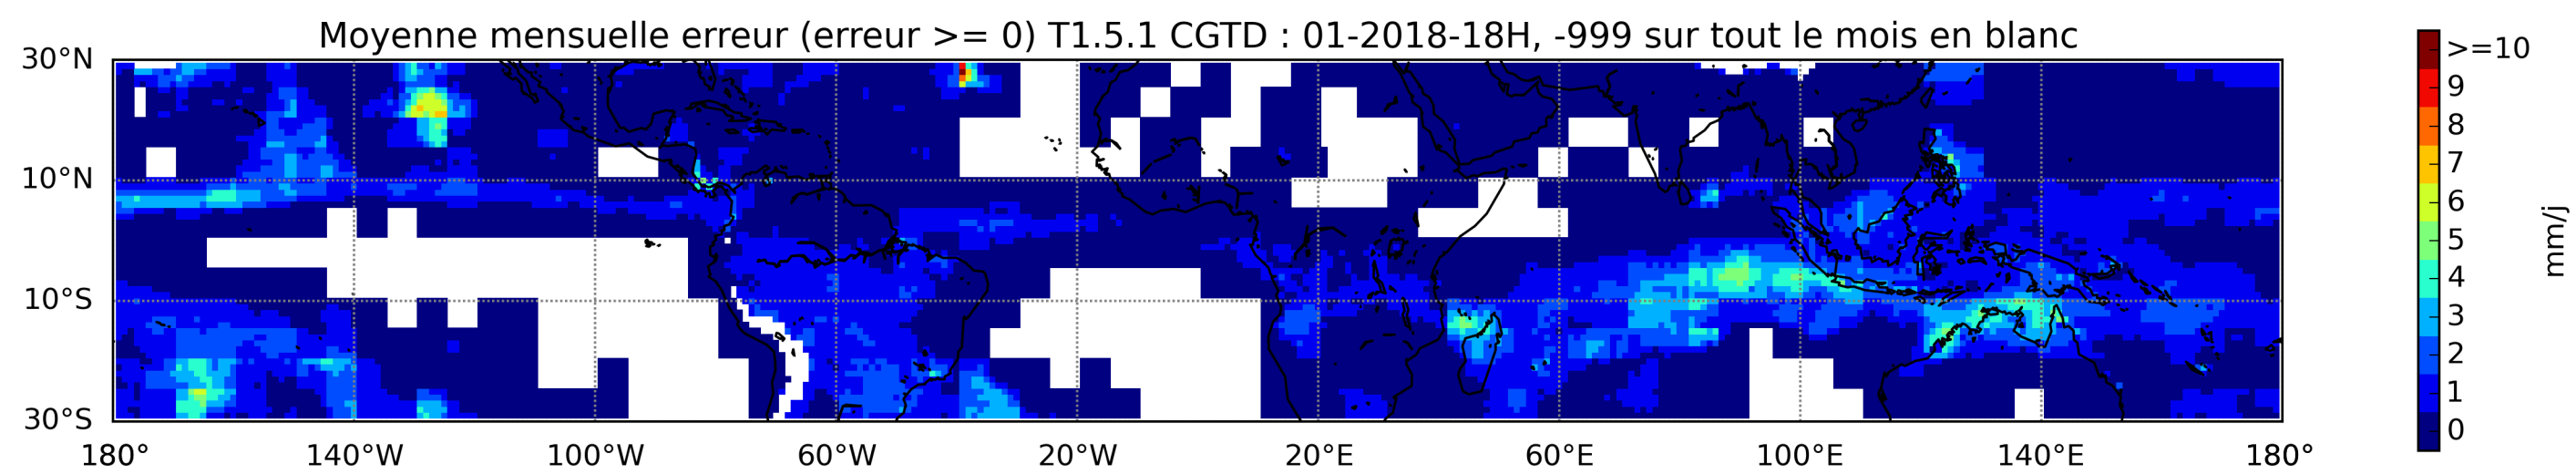 Moyenne mensuelle erreur (erreur >= 0) T1.5.1 CGTD : 01-2018-18H, -999 sur tout le mois en blanc
30°N
10°N
10°S
30°S
180°
140°W
100°W
60°W
20°W
20°E
60°E
100°E
140°E
180°
>=10
9
8
7
6
5
4
3
2
1
0
mm/j